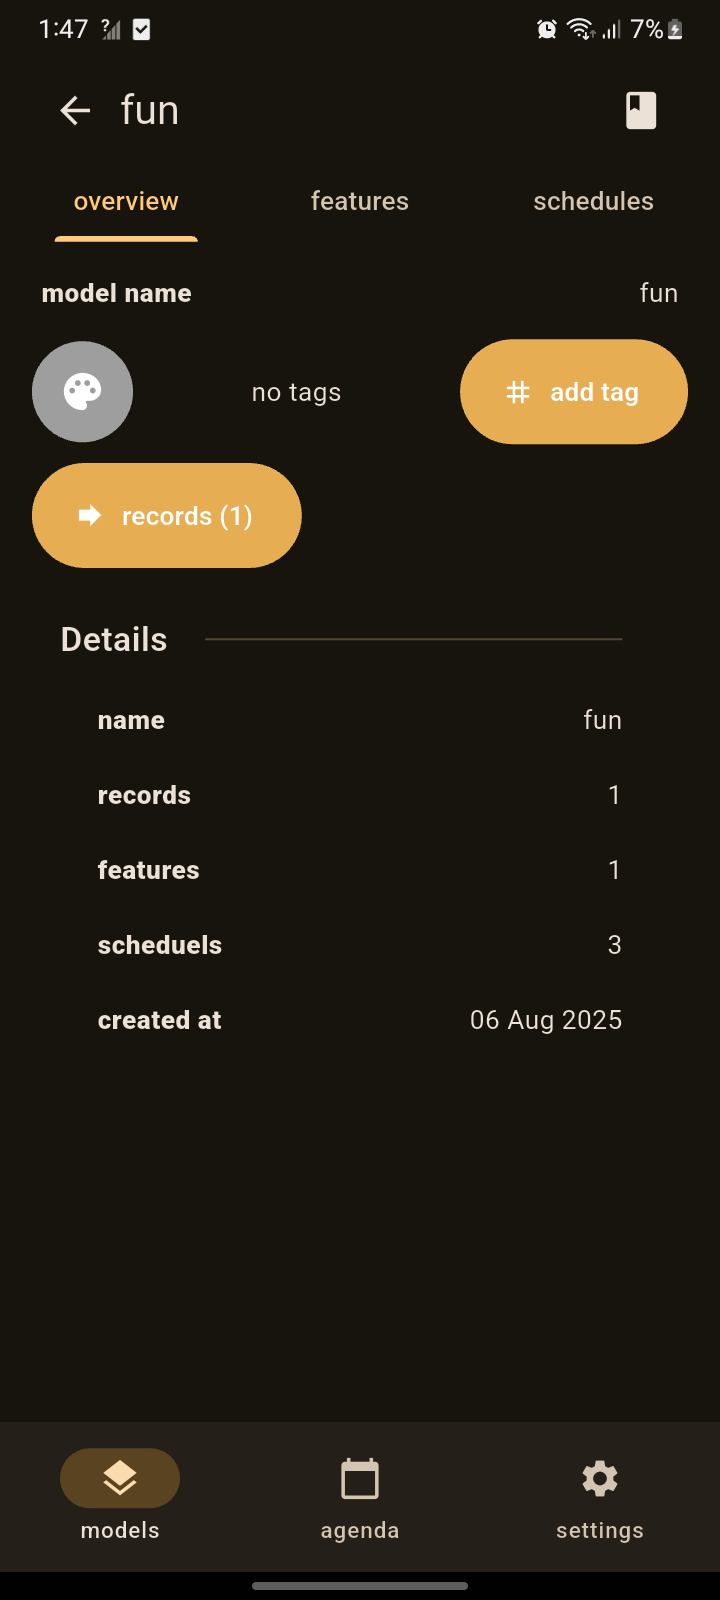 1:47 ? 7%
fun
overview features schedules
model name fun
no tags add tag
records (1)
Details
name fun
records 1
features 1
scheduels 3
created at 06 Aug 2025
models agenda settings